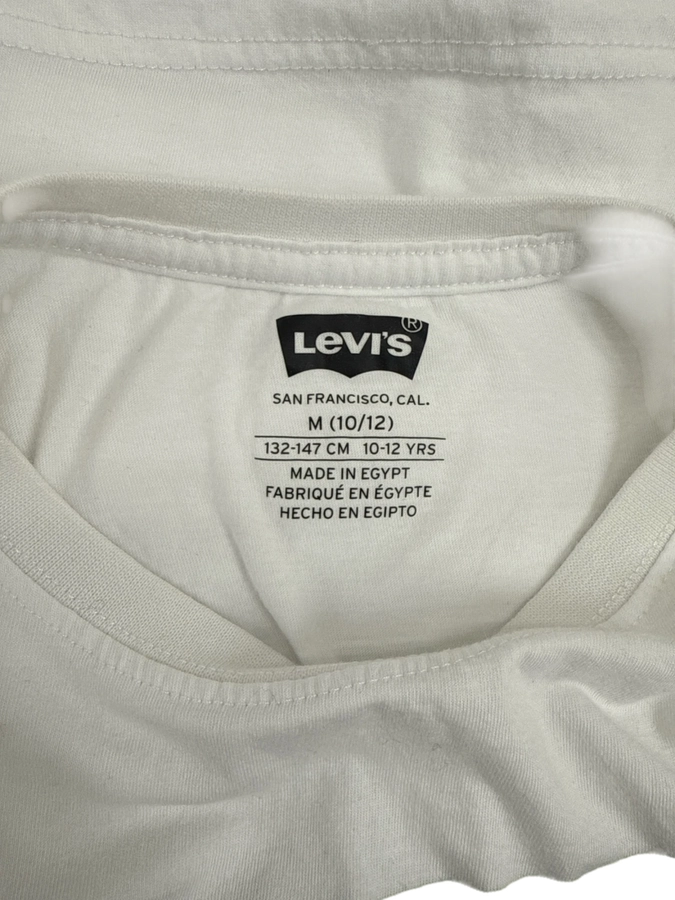 Levi's®
SAN FRANCISCO, CAL.
M (10/12)
132-147 CM 10-12 YRS
MADE IN EGYPT
FABRIQUÉ EN ÉGYPTE
HECHO EN EGIPTO